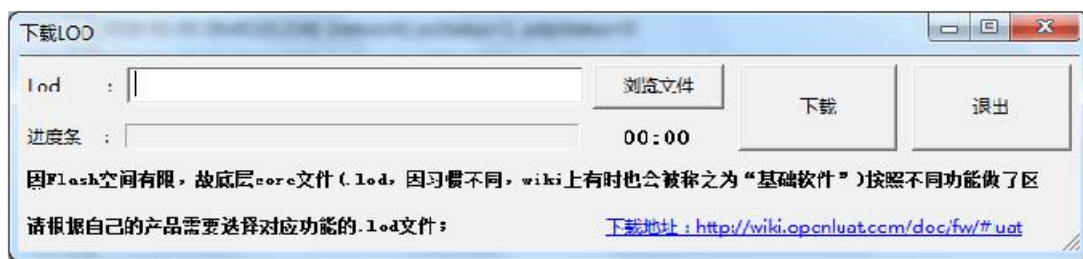 下载LOD
Lod : 浏览文件 下载 退出
进度条 : 00:00
因Flash空间有限，故底层core文件(.lod，因习惯不同，wiki上有时也会被称之为“基础软件”)按照不同功能做了区
请根据自己的产品需要选择对应功能的.lod文件； 下载地址：http://wiki.openluat.com/doc/fw/#luat